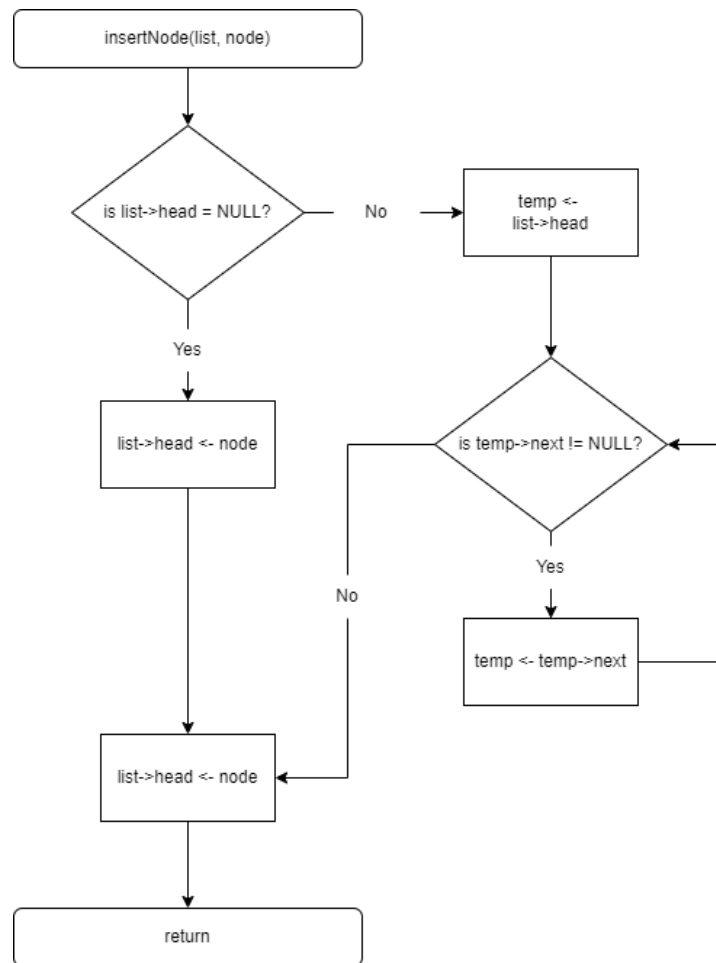 insertNode(list, node)
is list->head = NULL?
No
temp <-
list->head
Yes
list->head <- node
is temp->next != NULL?
Yes
No
temp <- temp->next
list->head <- node
return